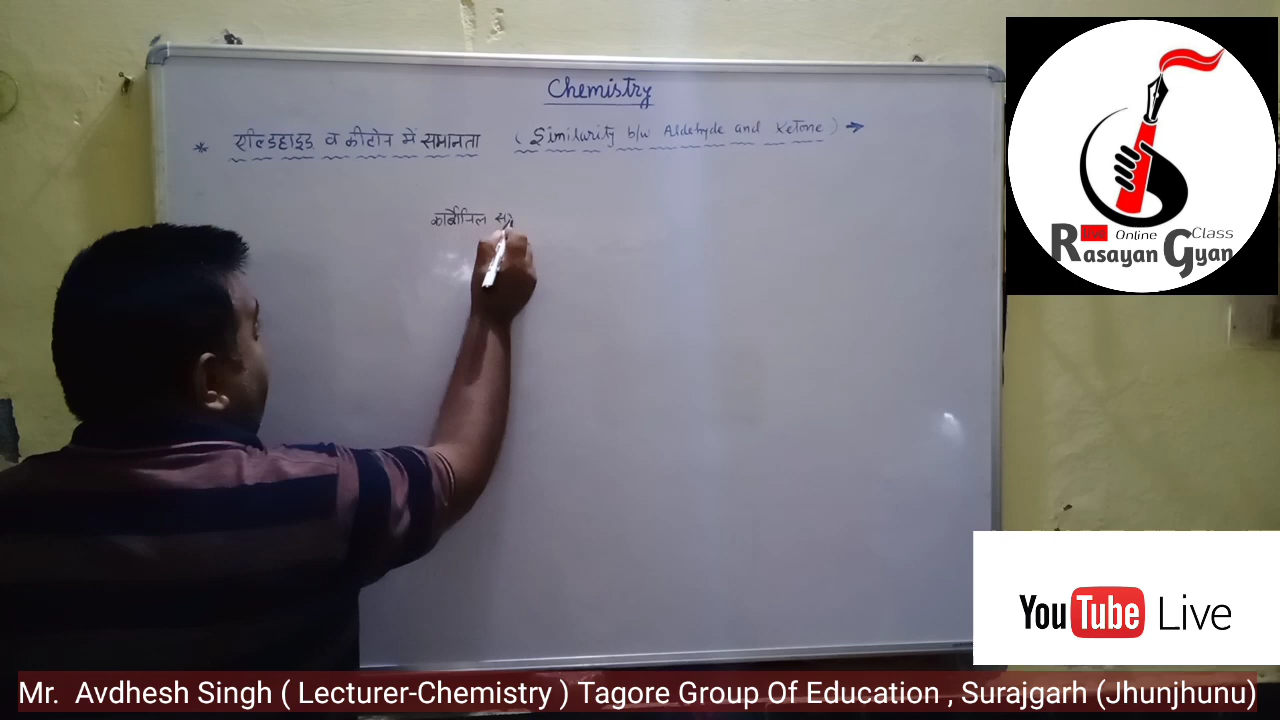 Chemistry
* एल्डिहाइड व कीटोन में समानता (Similarity b/w Aldehyde and Ketone) →
कार्बोनिल
Live Online Class
Rasayan Gyan
YouTube Live
Mr. Avdhesh Singh ( Lecturer-Chemistry ) Tagore Group Of Education , Surajgarh (Jhunjhunu)